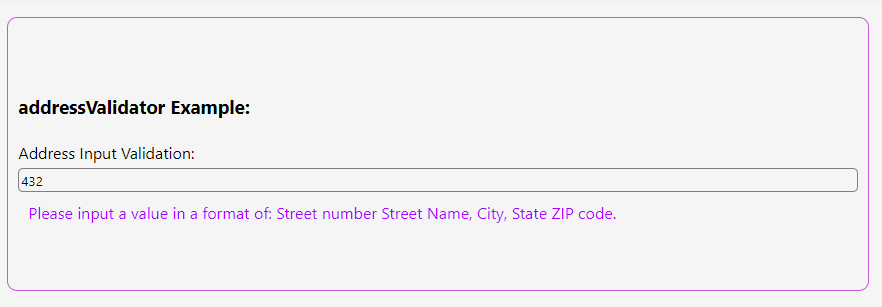 addressValidator Example:
Address Input Validation:
432
Please input a value in a format of: Street number Street Name, City, State ZIP code.